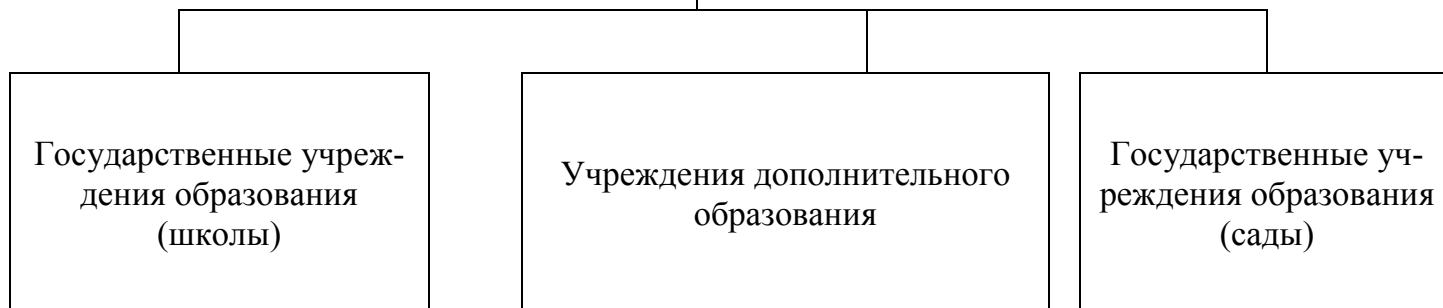 Государственные учреж-
дения образования
(школы)
Учреждения дополнительного
образования
Государственные уч-
реждения образования
(сады)